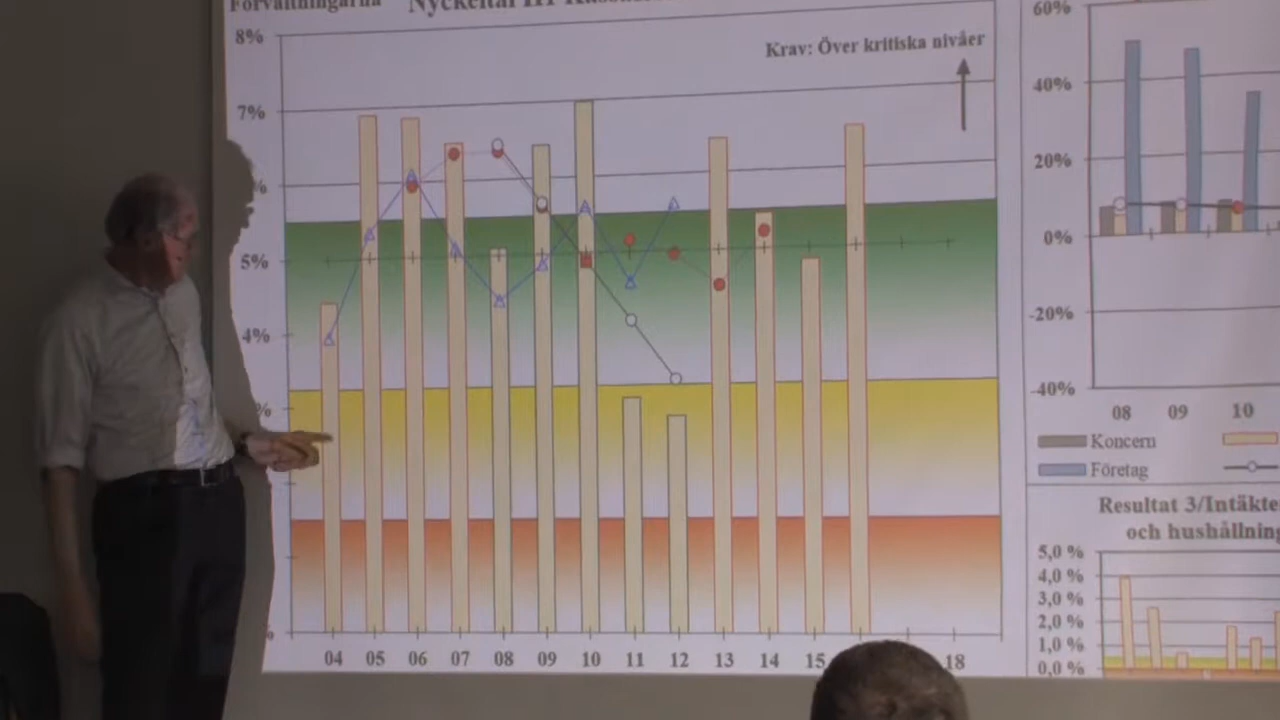 Förvaltningarna Nyckeltal
Krav: Över kritiska nivåer
8%
7%
%
5%
4%
%
04 05 06 07 08 09 10 11 12 13 14 15 18
60%
40%
20%
0%
-20%
-40%
08 09 10
Koncern
Företag
Resultat 3/Intäkte
och hushållning
5,0 %
4,0 %
3,0 %
2,0 %
1,0 %
0,0 %